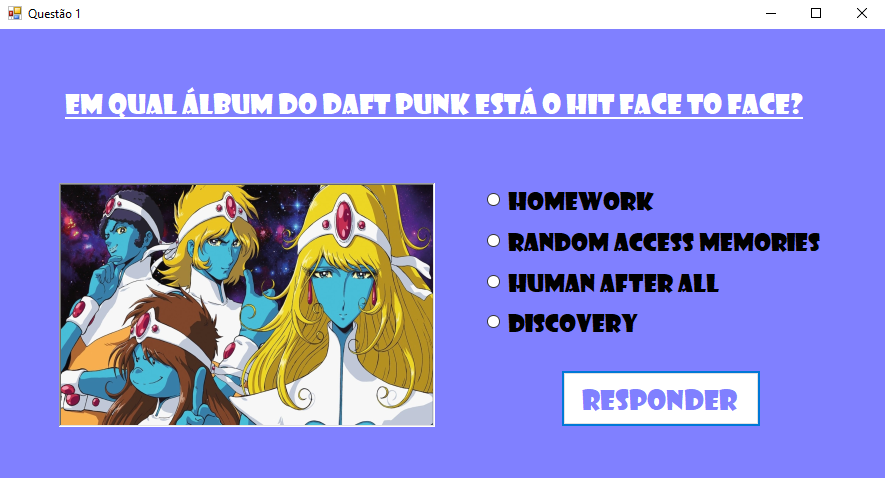 Questão 1
EM QUAL ÁLBUM DO DAFT PUNK ESTÁ O HIT FACE TO FACE?
HOMEWORK
RANDOM ACCESS MEMORIES
HUMAN AFTER ALL
DISCOVERY
RESPONDER